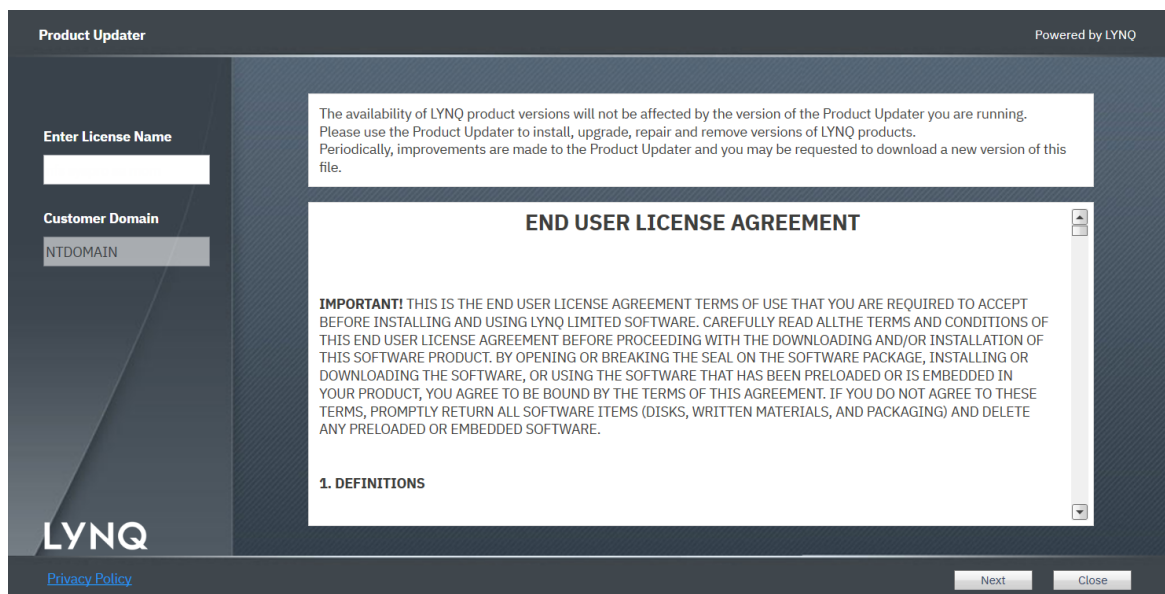 Product Updater
Powered by LYNQ
Enter License Name
Customer Domain
NTDOMAIN
The availability of LYNQ product versions will not be affected by the version of the Product Updater you are running.
Please use the Product Updater to install, upgrade, repair and remove versions of LYNQ products.
Periodically, improvements are made to the Product Updater and you may be requested to download a new version of this
file.
END USER LICENSE AGREEMENT
IMPORTANT! THIS IS THE END USER LICENSE AGREEMENT TERMS OF USE THAT YOU ARE REQUIRED TO ACCEPT
BEFORE INSTALLING AND USING LYNQ LIMITED SOFTWARE. CAREFULLY READ ALLTHE TERMS AND CONDITIONS OF
THIS END USER LICENSE AGREEMENT BEFORE PROCEEDING WITH THE DOWNLOADING AND/OR INSTALLATION OF
THIS SOFTWARE PRODUCT. BY OPENING OR BREAKING THE SEAL ON THE SOFTWARE PACKAGE, INSTALLING OR
DOWNLOADING THE SOFTWARE, OR USING THE SOFTWARE THAT HAS BEEN PRELOADED OR IS EMBEDDED IN
YOUR PRODUCT, YOU AGREE TO BE BOUND BY THE TERMS OF THIS AGREEMENT. IF YOU DO NOT AGREE TO THESE
TERMS, PROMPTLY RETURN ALL SOFTWARE ITEMS (DISKS, WRITTEN MATERIALS, AND PACKAGING) AND DELETE
ANY PRELOADED OR EMBEDDED SOFTWARE.
1. DEFINITIONS
LYNQ
Privacy Policy
Next
Close